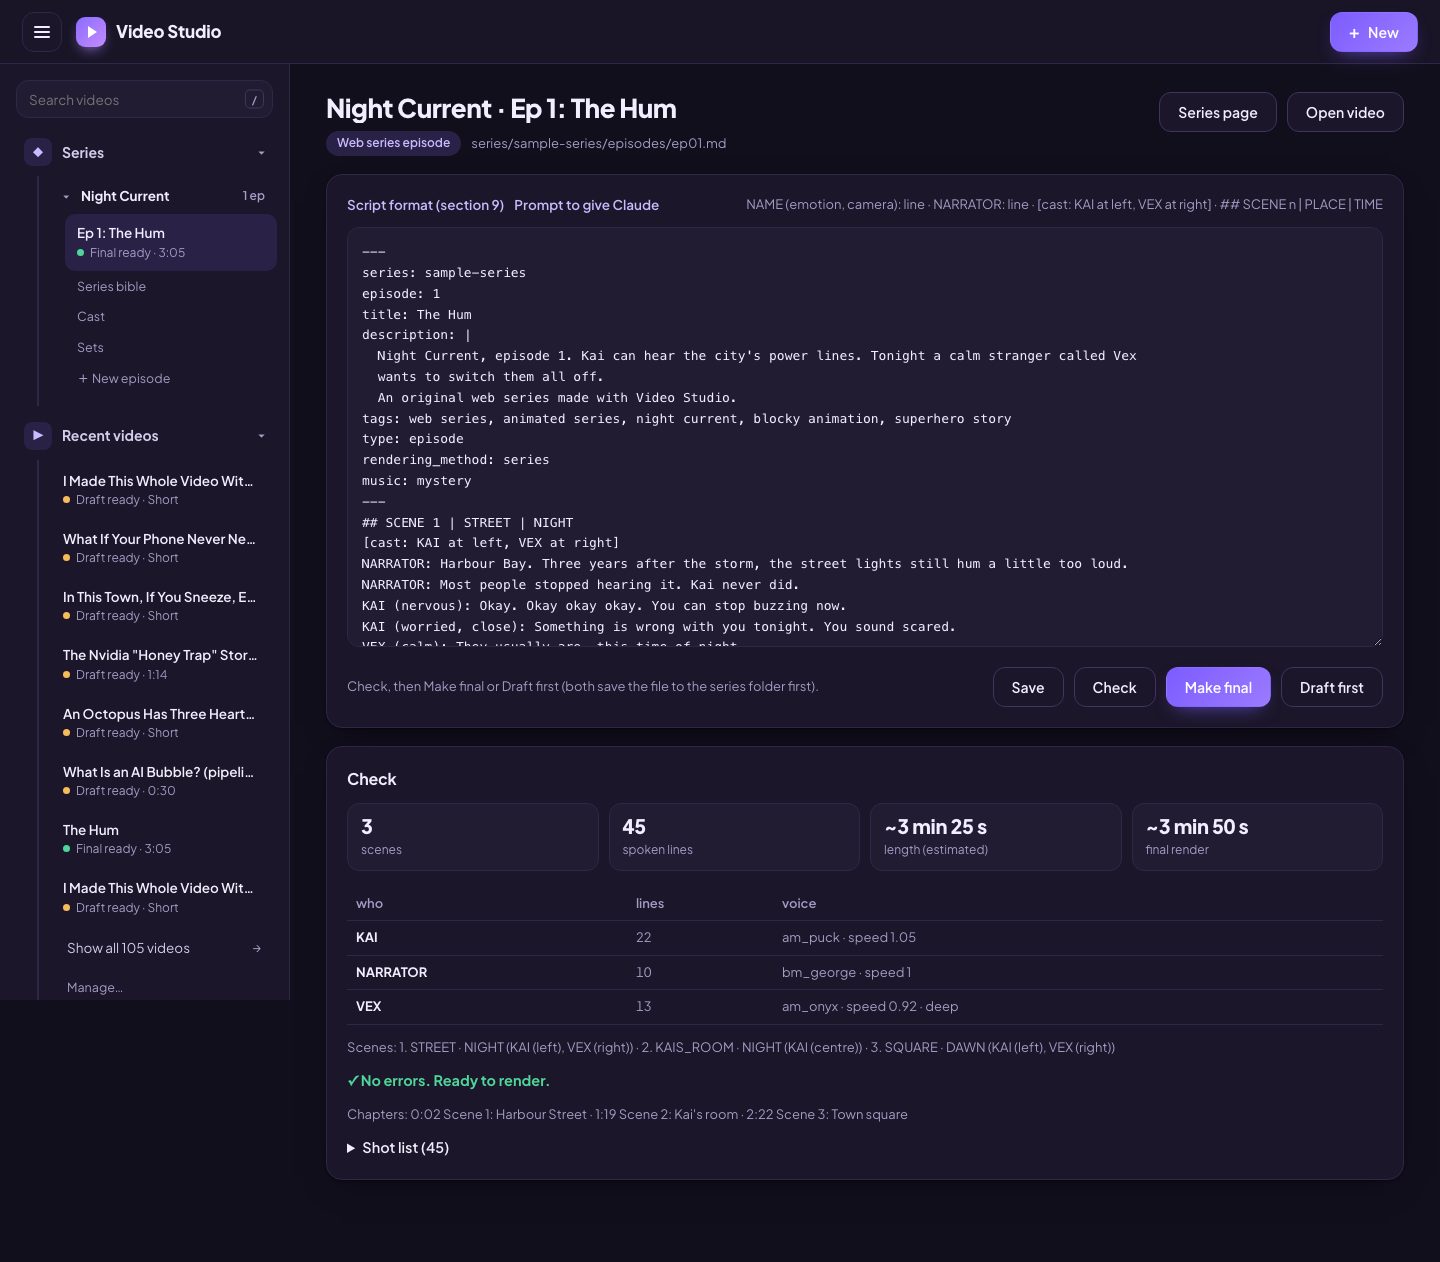 Video Studio
+ New
Search videos /
Series
Night Current 1 ep
Ep 1: The Hum
Final ready · 3:05
Series bible
Cast
Sets
+ New episode
Recent videos
I Made This Whole Video Wit...
Draft ready · Short
What If Your Phone Never Ne...
Draft ready · Short
In This Town, If You Sneeze, E...
Draft ready · Short
The Nvidia "Honey Trap" Stor...
Draft ready · 1:14
An Octopus Has Three Heart...
Draft ready · Short
What Is an AI Bubble? (pipeli...
Draft ready · 0:30
The Hum
Final ready · 3:05
I Made This Whole Video Wit...
Draft ready · Short
Show all 105 videos →
Manage...
Night Current · Ep 1: The Hum
Series page Open video
Web series episode series/sample-series/episodes/ep01.md
Script format (section 9) Prompt to give Claude NAME (emotion, camera): line · NARRATOR: line · [cast: KAI at left, VEX at right] · ## SCENE n | PLACE | TIME
---
series: sample-series
episode: 1
title: The Hum
description: |
Night Current, episode 1. Kai can hear the city's power lines. Tonight a calm stranger called Vex
wants to switch them all off.
An original web series made with Video Studio.
tags: web series, animated series, night current, blocky animation, superhero story
type: episode
rendering_method: series
music: mystery
---
## SCENE 1 | STREET | NIGHT
[cast: KAI at left, VEX at right]
NARRATOR: Harbour Bay. Three years after the storm, the street lights still hum a little too loud.
NARRATOR: Most people stopped hearing it. Kai never did.
KAI (nervous): Okay. Okay okay okay. You can stop buzzing now.
KAI (worried, close): Something is wrong with you tonight. You sound scared.
VEX (calm): They usually are, this time of night.
Check, then Make final or Draft first (both save the file to the series folder first).
Save Check Make final Draft first
Check
3
scenes
45
spoken lines
~3 min 25 s
length (estimated)
~3 min 50 s
final render
who lines voice
KAI 22 am_puck · speed 1.05
NARRATOR 10 bm_george · speed 1
VEX 13 am_onyx · speed 0.92 · deep
Scenes: 1. STREET · NIGHT (KAI (left), VEX (right)) · 2. KAIS_ROOM · NIGHT (KAI (centre)) · 3. SQUARE · DAWN (KAI (left), VEX (right))
✓ No errors. Ready to render.
Chapters: 0:02 Scene 1: Harbour Street · 1:19 Scene 2: Kai's room · 2:22 Scene 3: Town square
Shot list (45)